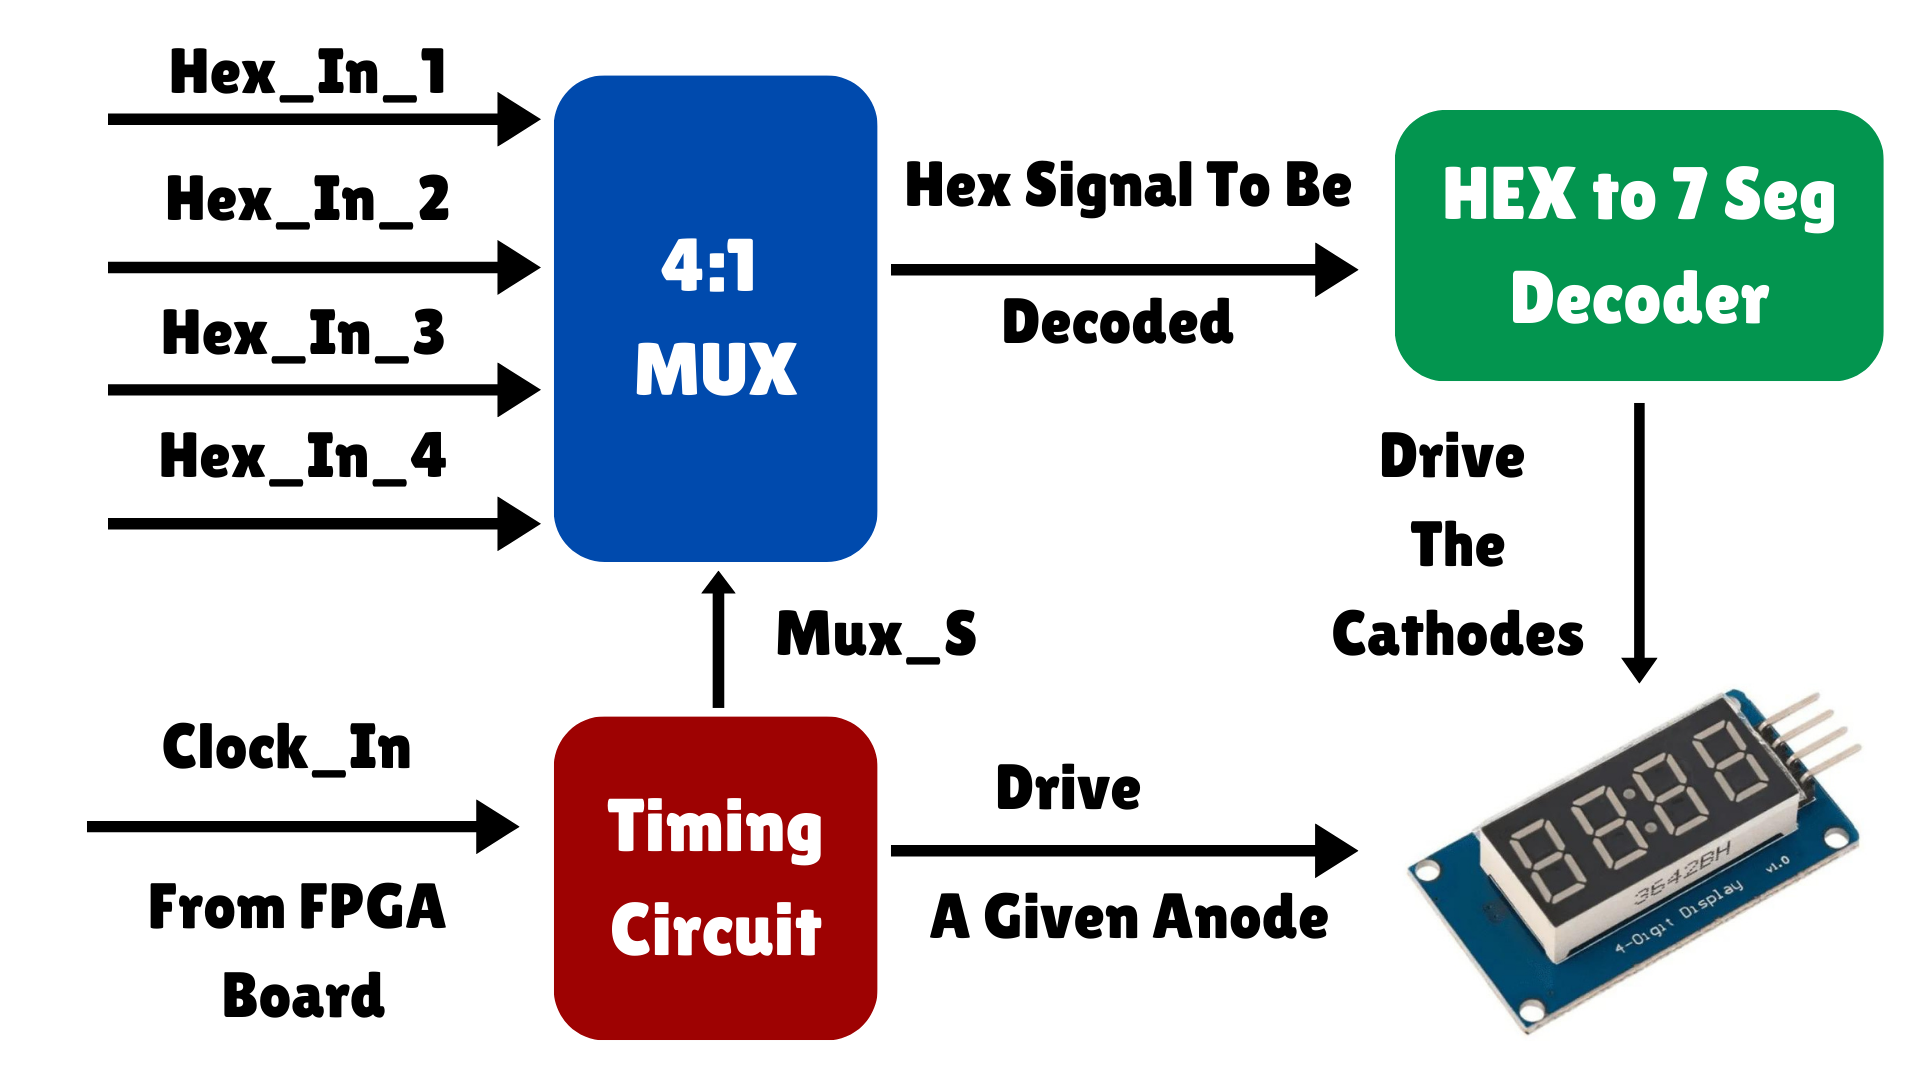 Hex_In_1
Hex_In_2
Hex_In_3
Hex_In_4
4:1
MUX
Hex Signal To Be
Decoded
HEX to 7 Seg
Decoder
Drive
The
Cathodes
Mux_S
Clock_In
From FPGA
Board
Timing
Circuit
Drive
A Given Anode
3642BH
4-Digit Display
v1.0